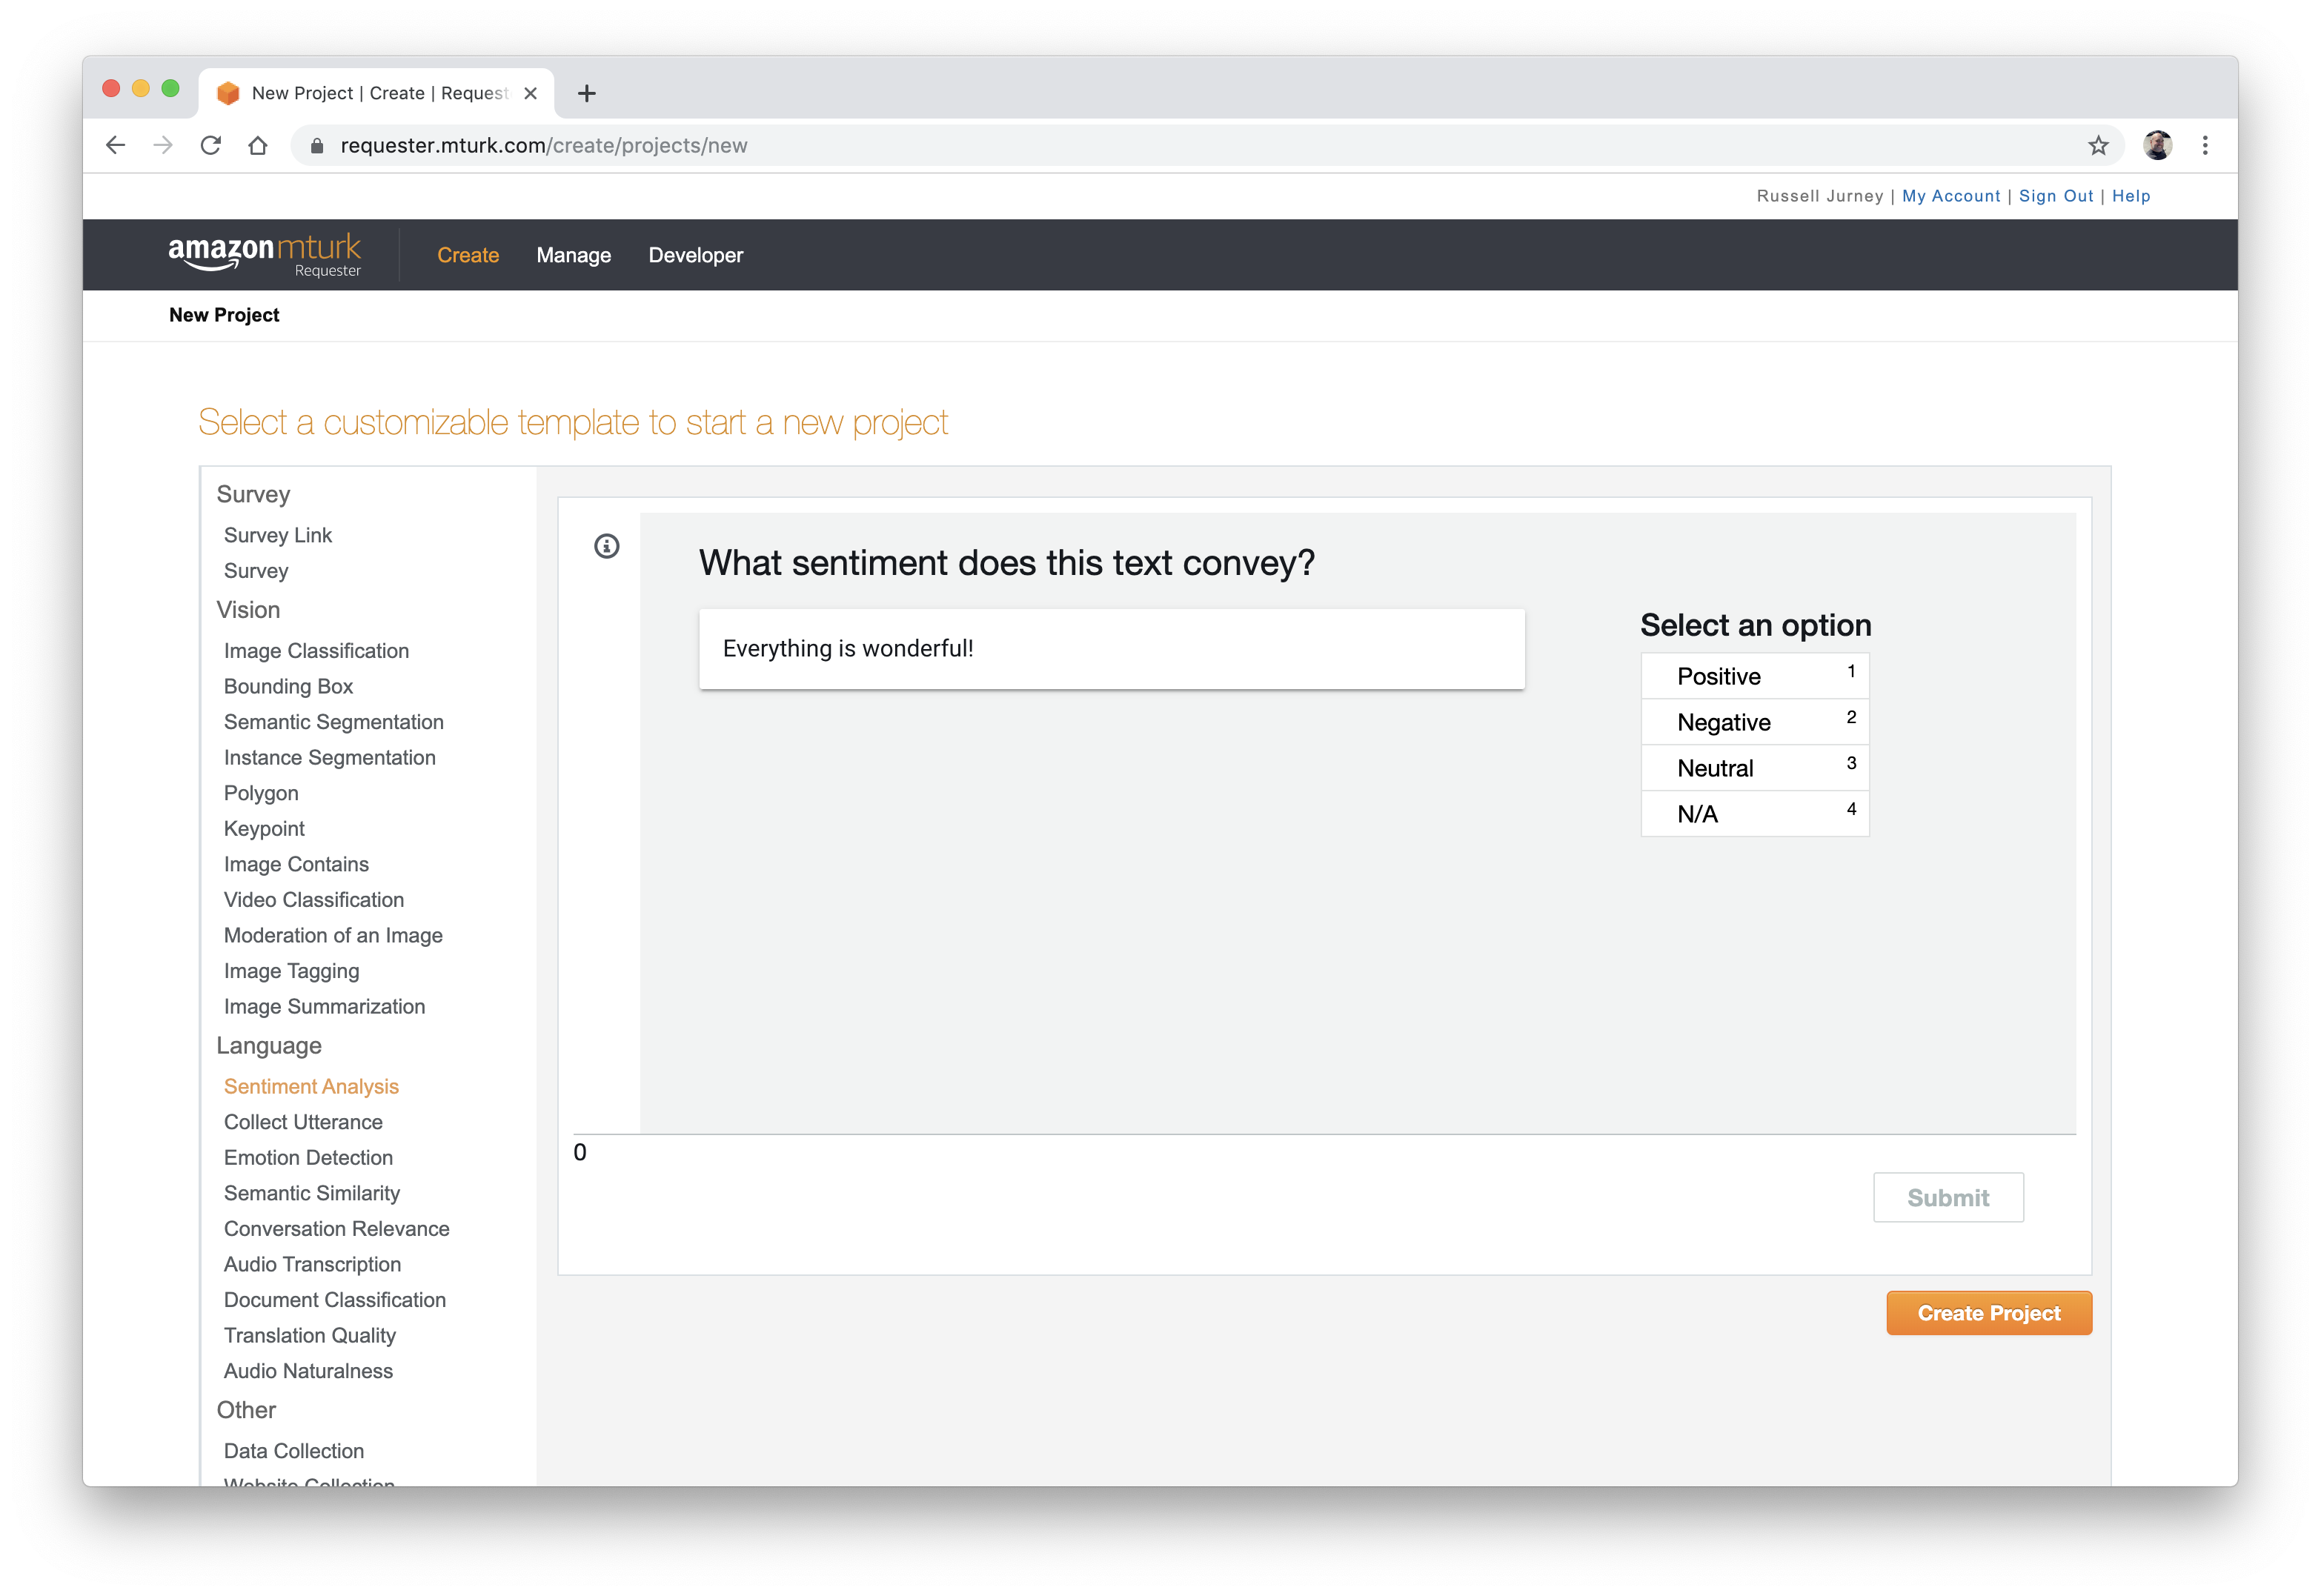 New Project | Create | Request
requester.mturk.com/create/projects/new
Russell Jurney | My Account | Sign Out | Help
amazon mturk
Requester
Create Manage Developer
New Project
Select a customizable template to start a new project
Survey
Survey Link
Survey
Vision
Image Classification
Bounding Box
Semantic Segmentation
Instance Segmentation
Polygon
Keypoint
Image Contains
Video Classification
Moderation of an Image
Image Tagging
Image Summarization
Language
Sentiment Analysis
Collect Utterance
Emotion Detection
Semantic Similarity
Conversation Relevance
Audio Transcription
Document Classification
Translation Quality
Audio Naturalness
Other
Data Collection
Website Collection
What sentiment does this text convey?
Everything is wonderful!
Select an option
Positive 1
Negative 2
Neutral 3
N/A 4
0
Submit
Create Project